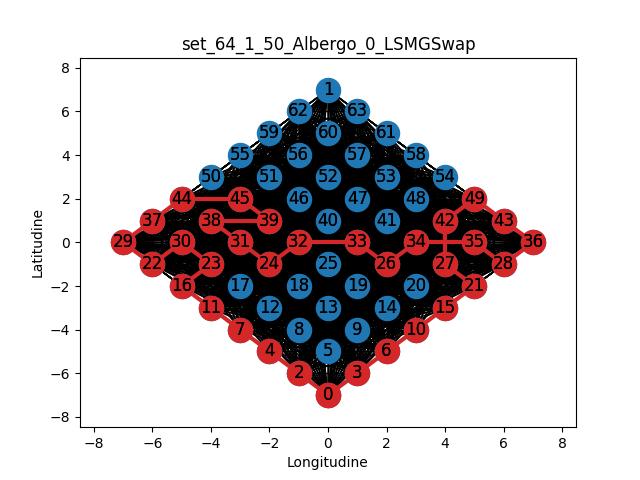 set_64_1_50_Albergo_0_LSMGSwap
8
6
4
2
0
−2
−4
−6
−8
Latitudine
1
62 63
59 60 61
55 56 57 58
50 51 52 53 54
44 45 46 47 48 49
37 38 39 40 41 42 43
29 30 31 32 33 34 35 36
22 23 24 25 26 27 28
16 17 18 19 20 21
11 12 13 14 15
7 8 9 10
4 5 6
2 3
0
−8 −6 −4 −2 0 2 4 6 8
Longitudine